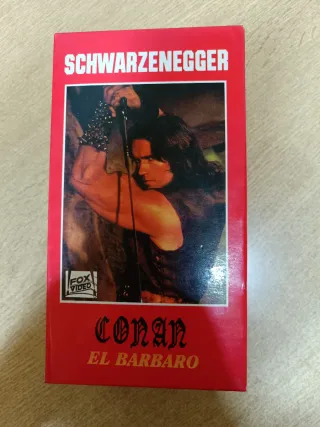 SCHWARZENEGGER
FOX
VIDEO
CONAN
EL BARBARO